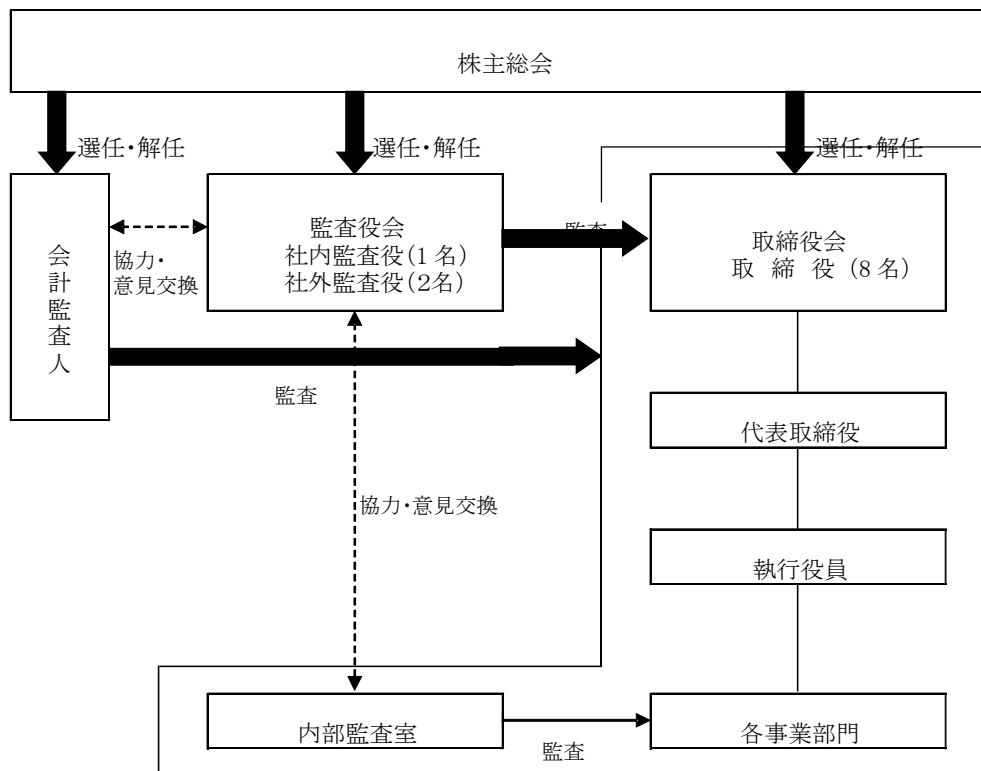 株主総会
選任・解任
選任・解任
選任・解任
会計監査人
協力・
意見交換
監査役会
社内監査役(1名)
社外監査役(2名)
監査
取締役会
取 締 役 (8名)
監査
代表取締役
協力・意見交換
執行役員
内部監査室
監査
各事業部門